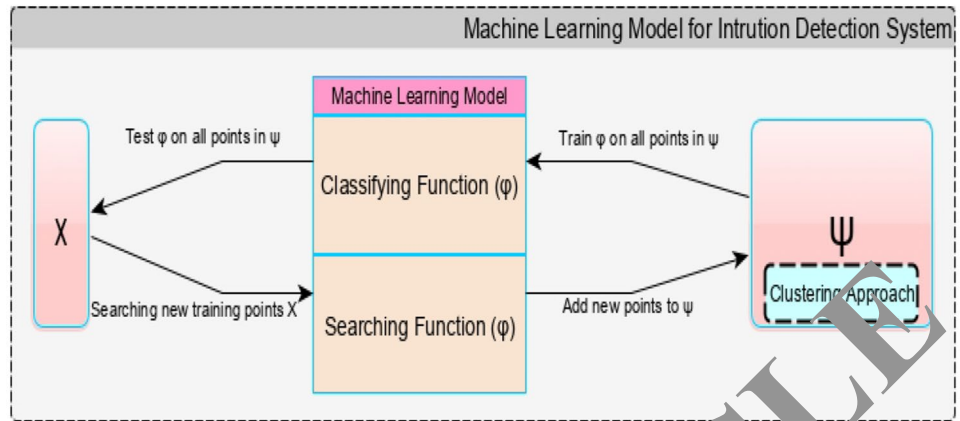 Machine Learning Model for Intrution Detection System
Machine Learning Model
Test φ on all points in ψ
Train φ on all points in ψ
Classifying Function (φ)
X
ψ
Clustering Approach
Searching new training points X
Add new points to ψ
Searching Function (φ)